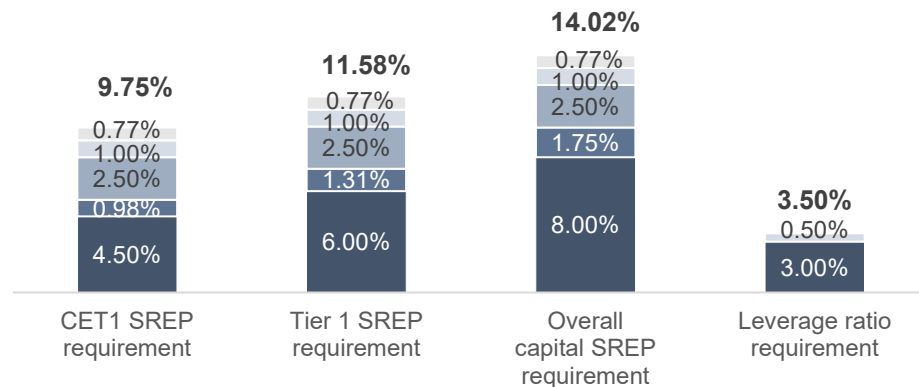 9.75%
0.77%
1.00%
2.50%
0.98%
4.50%
CET1 SREP
requirement
11.58%
0.77%
1.00%
2.50%
1.31%
6.00%
Tier 1 SREP
requirement
14.02%
0.77%
1.00%
2.50%
1.75%
8.00%
Overall
capital SREP
requirement
3.50%
0.50%
3.00%
Leverage ratio
requirement